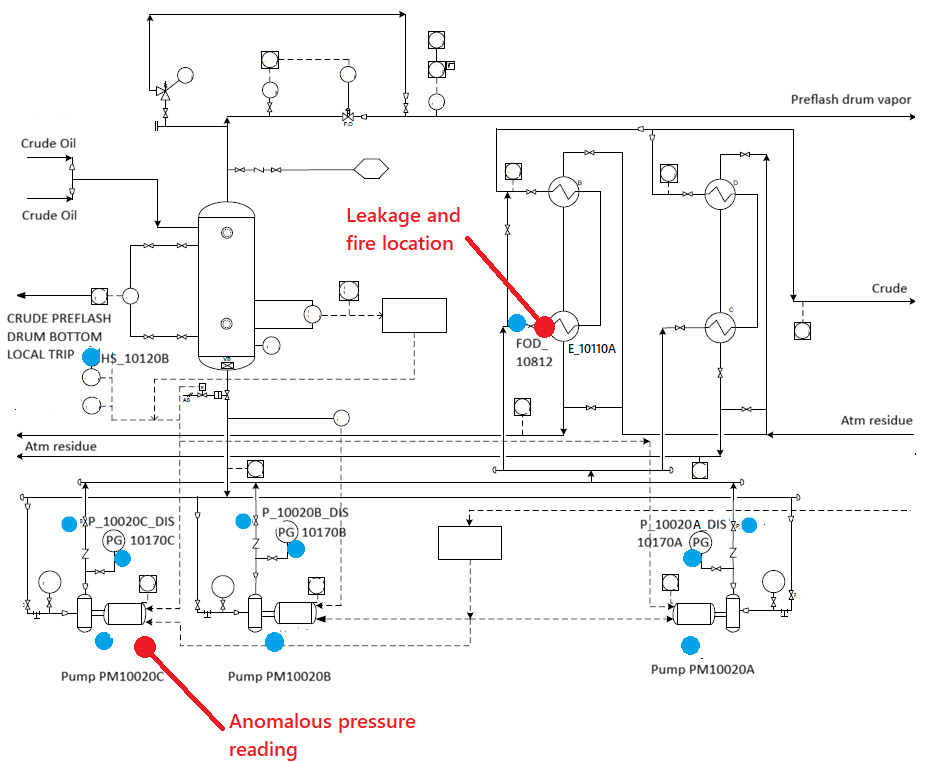 Preflash drum vapor
F.O
Crude Oil
Crude Oil
B
D
Leakage and
fire location
Crude
CRUDE PREFLASH
DRUM BOTTOM
LOCAL TRIP
HS_10120B
VB
AS
C
FOD_
10812
E_10110A
Atm residue
Atm residue
P_10020C_DIS
PG 10170C
P_10020B_DIS
PG 10170B
P_10020A_DIS
10170A PG
Pump PM10020C
Pump PM10020B
Pump PM10020A
Anomalous pressure
reading